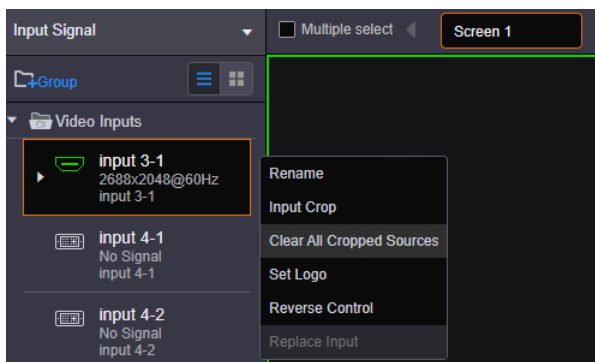 Input Signal
Multiple select
Screen 1
Group
Video Inputs
input 3-1
2688x2048@60Hz
input 3-1
input 4-1
No Signal
input 4-1
input 4-2
No Signal
input 4-2
Rename
Input Crop
Clear All Cropped Sources
Set Logo
Reverse Control
Replace Input